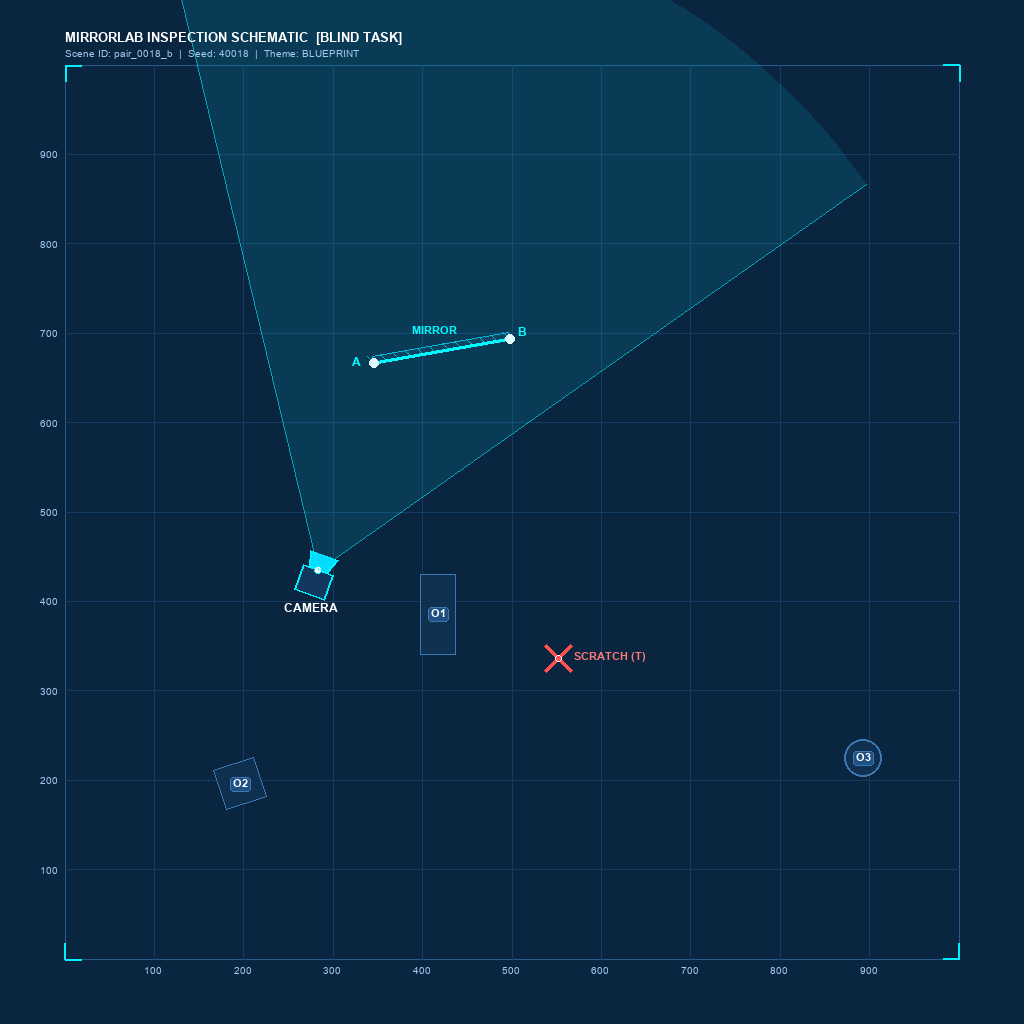 MIRRORLAB INSPECTION SCHEMATIC [BLIND TASK]
Scene ID: pair_0018_b | Seed: 40018 | Theme: BLUEPRINT
900
800
700
MIRROR
B
A
600
500
400
CAMERA
O1
SCRATCH (T)
300
O3
200
O2
100
100 200 300 400 500 600 700 800 900